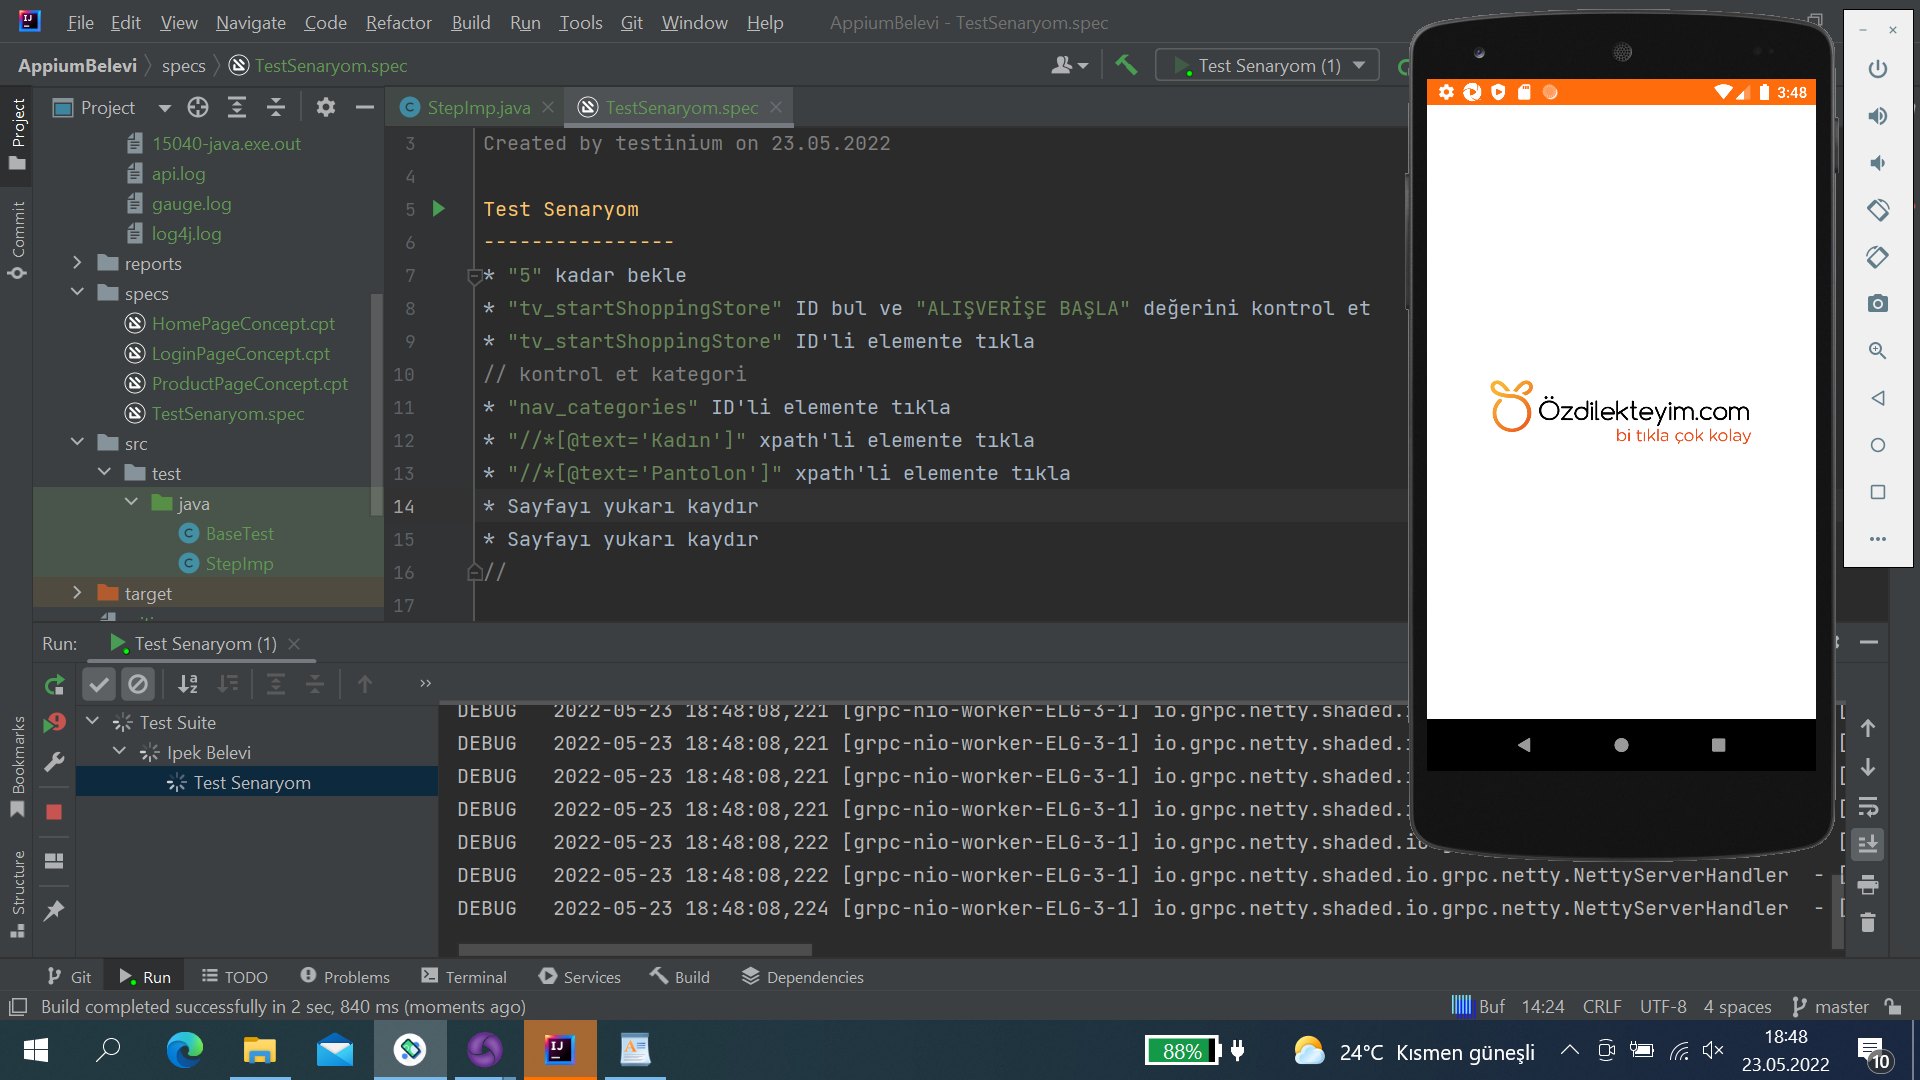 File Edit View Navigate Code Refactor Build Run Tools Git Window Help AppiumBelevi - TestSenaryom.spec
AppiumBelevi specs TestSenaryom.spec
Test Senaryom (1)
Project
StepImp.java
TestSenaryom.spec
Project
Commit
Bookmarks
Structure
15040-java.exe.out
api.log
gauge.log
log4j.log
reports
specs
HomePageConcept.cpt
LoginPageConcept.cpt
ProductPageConcept.cpt
TestSenaryom.spec
src
test
java
BaseTest
StepImp
target
3 Created by testinium on 23.05.2022
4
5 Test Senaryom
6 ----------------
7 * "5" kadar bekle
8 * "tv_startShoppingStore" ID bul ve "ALIŞVERİŞE BAŞLA" değerini kontrol et
9 * "tv_startShoppingStore" ID'li elemente tıkla
10 // kontrol et kategori
11 * "nav_categories" ID'li elemente tıkla
12 * "//*[@text='Kadın']" xpath'li elemente tıkla
13 * "//*[@text='Pantolon']" xpath'li elemente tıkla
14 * Sayfayı yukarı kaydır
15 * Sayfayı yukarı kaydır
16 //
17
3:48
Özdilekteyim.com
bi tıkla çok kolay
Run: Test Senaryom (1)
Test Suite
Ipek Belevi
Test Senaryom
DEBUG 2022-05-23 18:48:08,221 [grpc-nio-worker-ELG-3-1] io.grpc.netty.shaded.i
DEBUG 2022-05-23 18:48:08,221 [grpc-nio-worker-ELG-3-1] io.grpc.netty.shaded.i
DEBUG 2022-05-23 18:48:08,221 [grpc-nio-worker-ELG-3-1] io.grpc.netty.shaded.i
DEBUG 2022-05-23 18:48:08,221 [grpc-nio-worker-ELG-3-1] io.grpc.netty.shaded.i
DEBUG 2022-05-23 18:48:08,222 [grpc-nio-worker-ELG-3-1] io.grpc.netty.shaded.io.grpc.netty
DEBUG 2022-05-23 18:48:08,222 [grpc-nio-worker-ELG-3-1] io.grpc.netty.shaded.io.grpc.netty.NettyServerHandler - [
DEBUG 2022-05-23 18:48:08,224 [grpc-nio-worker-ELG-3-1] io.grpc.netty.shaded.io.grpc.netty.NettyServerHandler - [
Git Run TODO Problems Terminal Services Build Dependencies
Build completed successfully in 2 sec, 840 ms (moments ago)
Buf 14:24 CRLF UTF-8 4 spaces master
88%
24°C Kısmen güneşli
18:48
23.05.2022
10